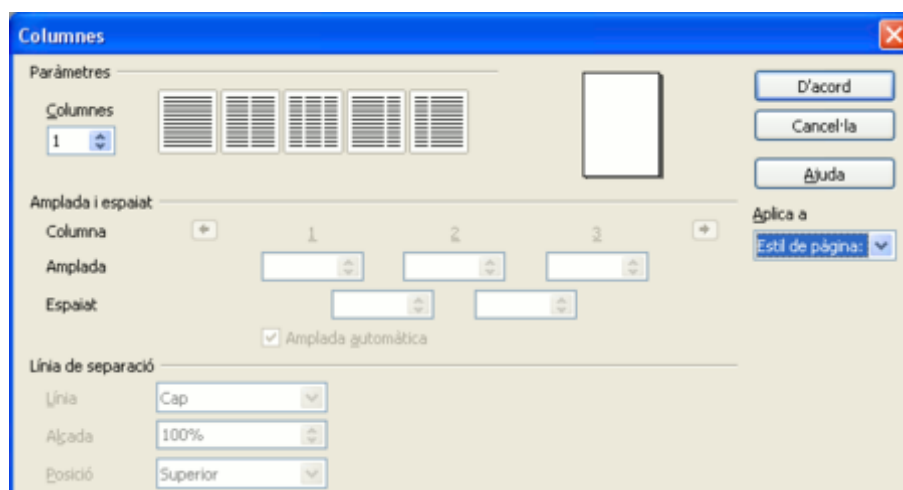 Columnes
Paràmetres
Columnes
1
D'acord
Cancel·la
Ajuda
Aplica a
Estil de pàgina:
Amplada i espaiat
Columna 1 2 3
Amplada
Espaiat
Amplada automàtica
Línia de separació
Línia Cap
Alçada 100%
Posició Superior